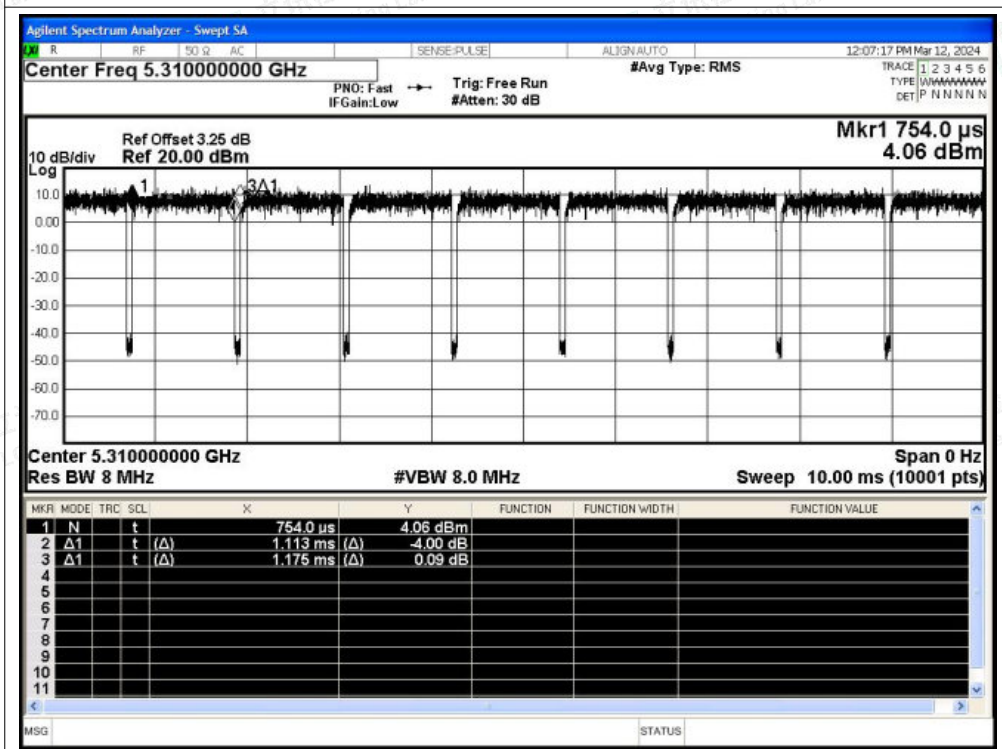 Agilent Spectrum Analyzer - Swept SA
LXI R RF 50 Ω AC SENSE:PULSE ALIGN AUTO 12:07:17 PM Mar 12, 2024
Center Freq 5.310000000 GHz #Avg Type: RMS TRACE 1 2 3 4 5 6
PNO: Fast Trig: Free Run TYPE WWWWWW
IFGain:Low #Atten: 30 dB DET P N N N N N
Mkr1 754.0 µs
Ref Offset 3.25 dB
10 dB/div Ref 20.00 dBm 4.06 dBm
Log
1 3Δ1
10.0
0.00
-10.0
-20.0
-30.0
-40.0
-50.0
-60.0
-70.0
Center 5.310000000 GHz Span 0 Hz
Res BW 8 MHz #VBW 8.0 MHz Sweep 10.00 ms (10001 pts)
MKR MODE TRC SCL X Y FUNCTION FUNCTION WIDTH FUNCTION VALUE
1 N t 754.0 µs 4.06 dBm
2 Δ1 t (Δ) 1.113 ms (Δ) -4.00 dB
3 Δ1 t (Δ) 1.175 ms (Δ) 0.09 dB
4
5
6
7
8
9
10
11
MSG STATUS